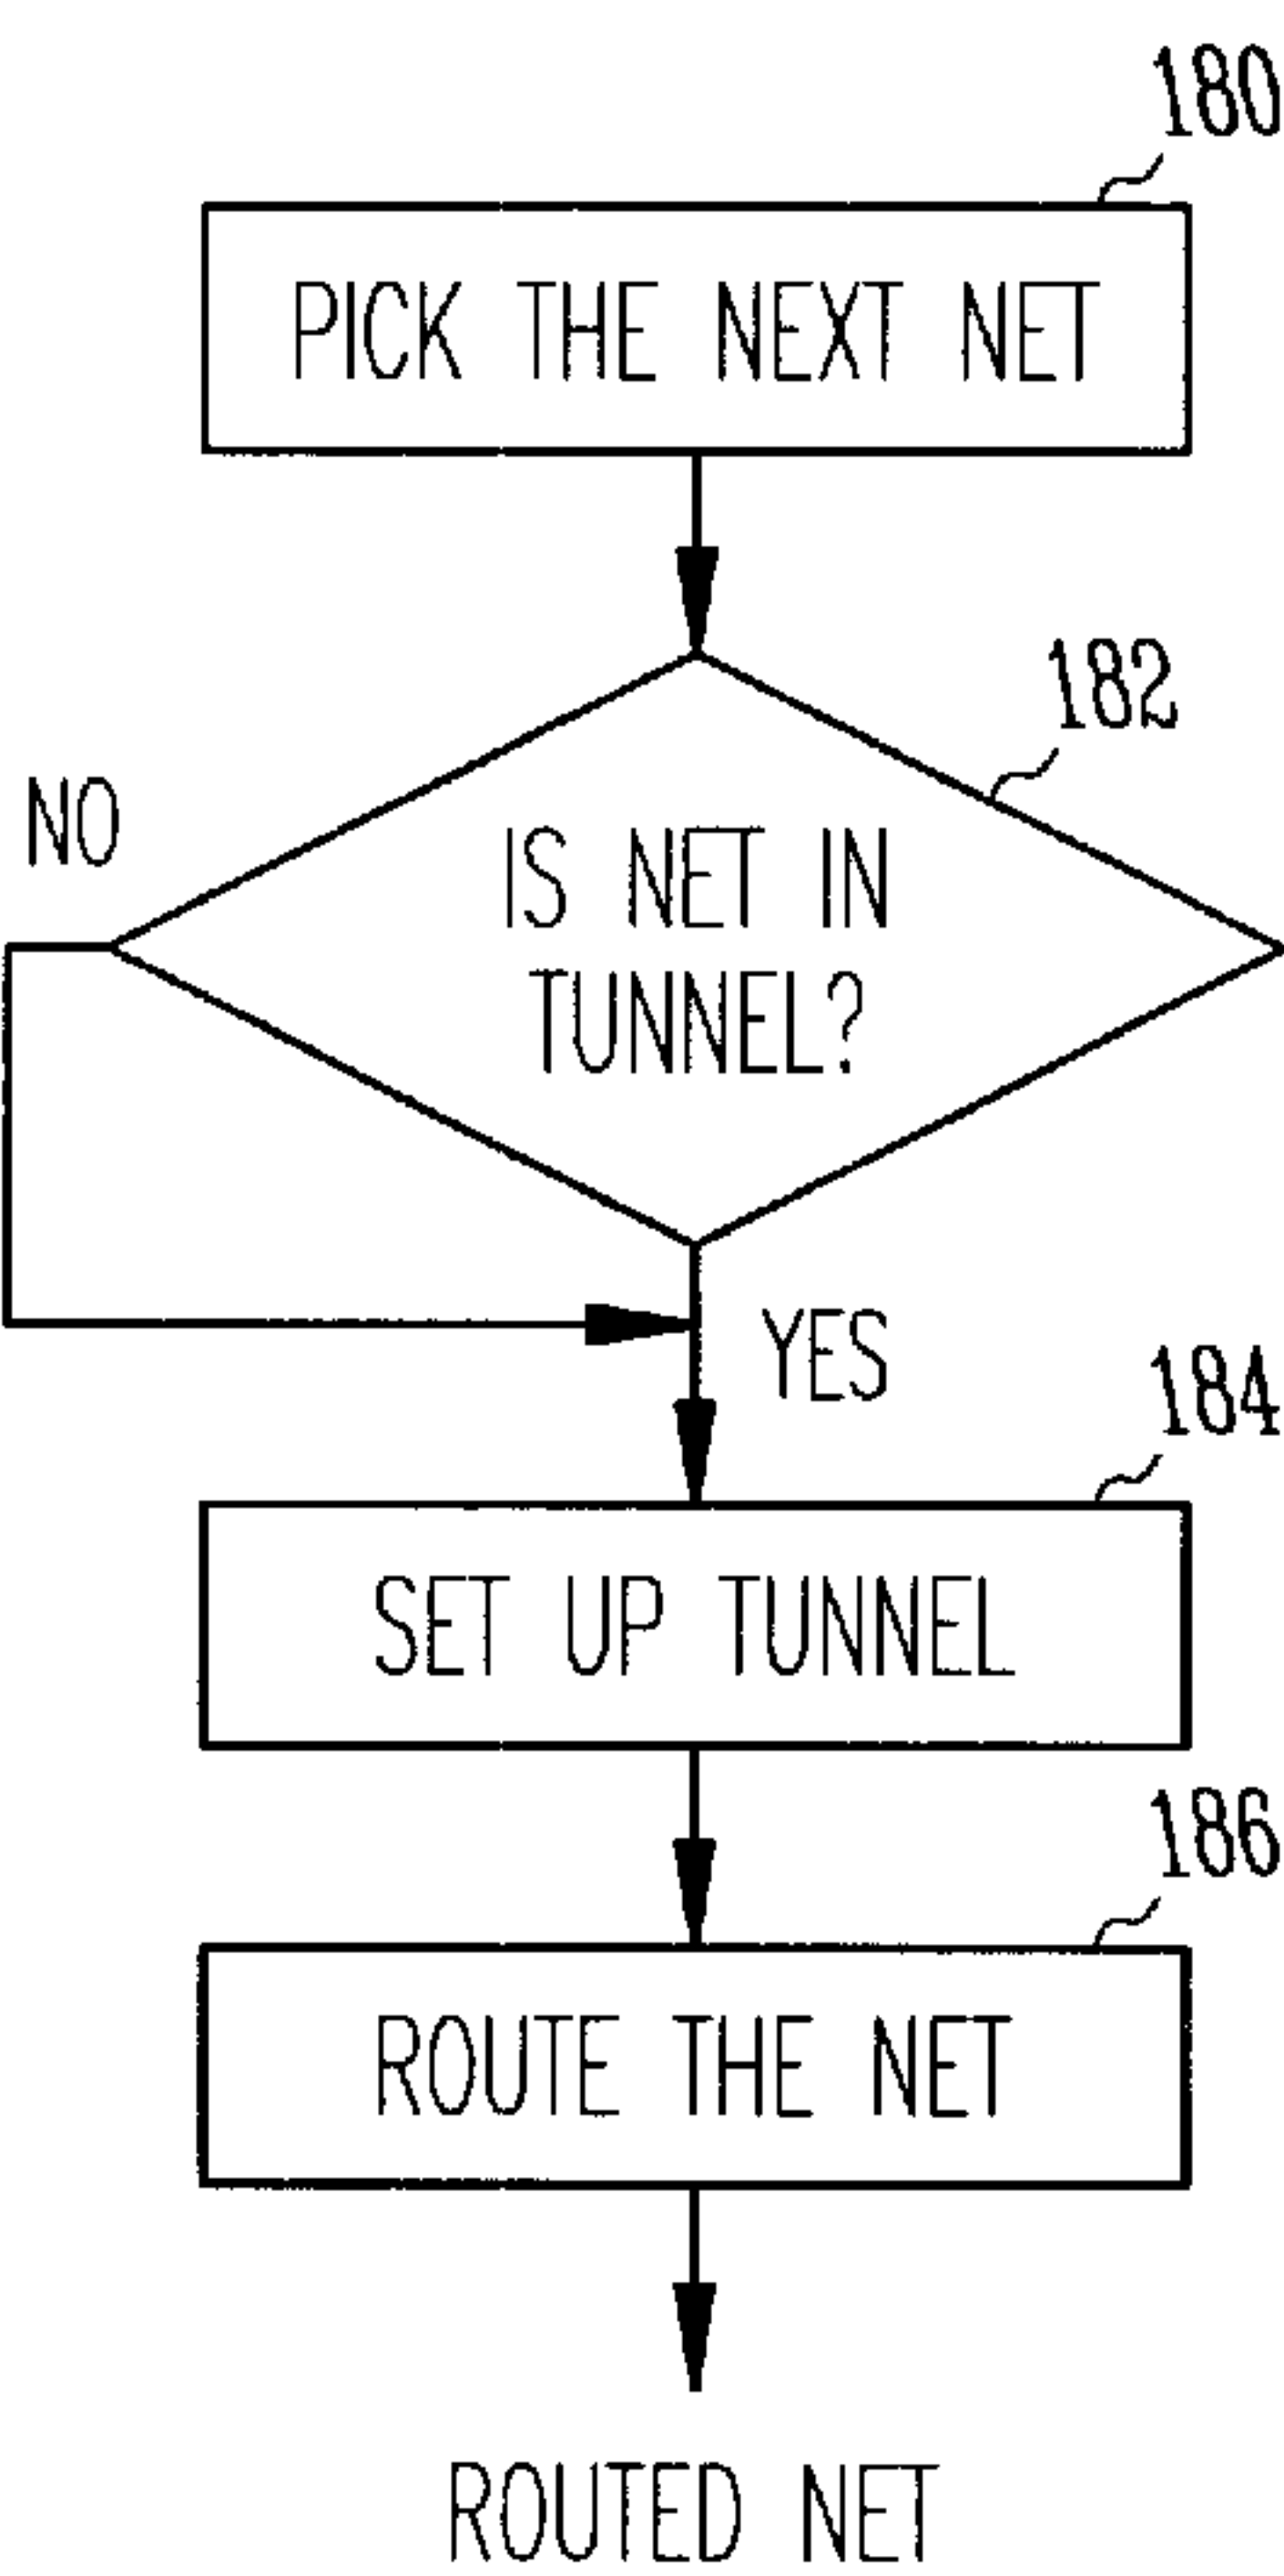 180
PICK THE NEXT NET
182
NO
IS NET IN
TUNNEL?
YES
184
SET UP TUNNEL
186
ROUTE THE NET
ROUTED NET